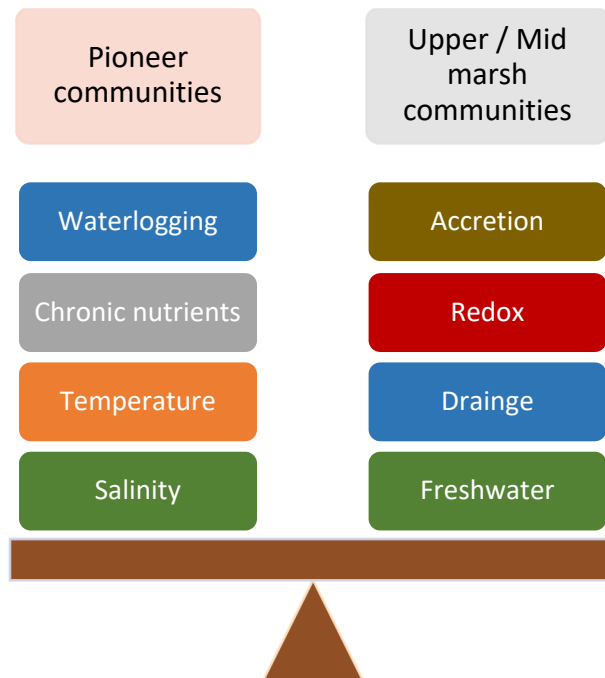 Pioneer
communities
Upper / Mid
marsh
communities
Waterlogging
Accretion
Chronic nutrients
Redox
Temperature
Drainge
Salinity
Freshwater